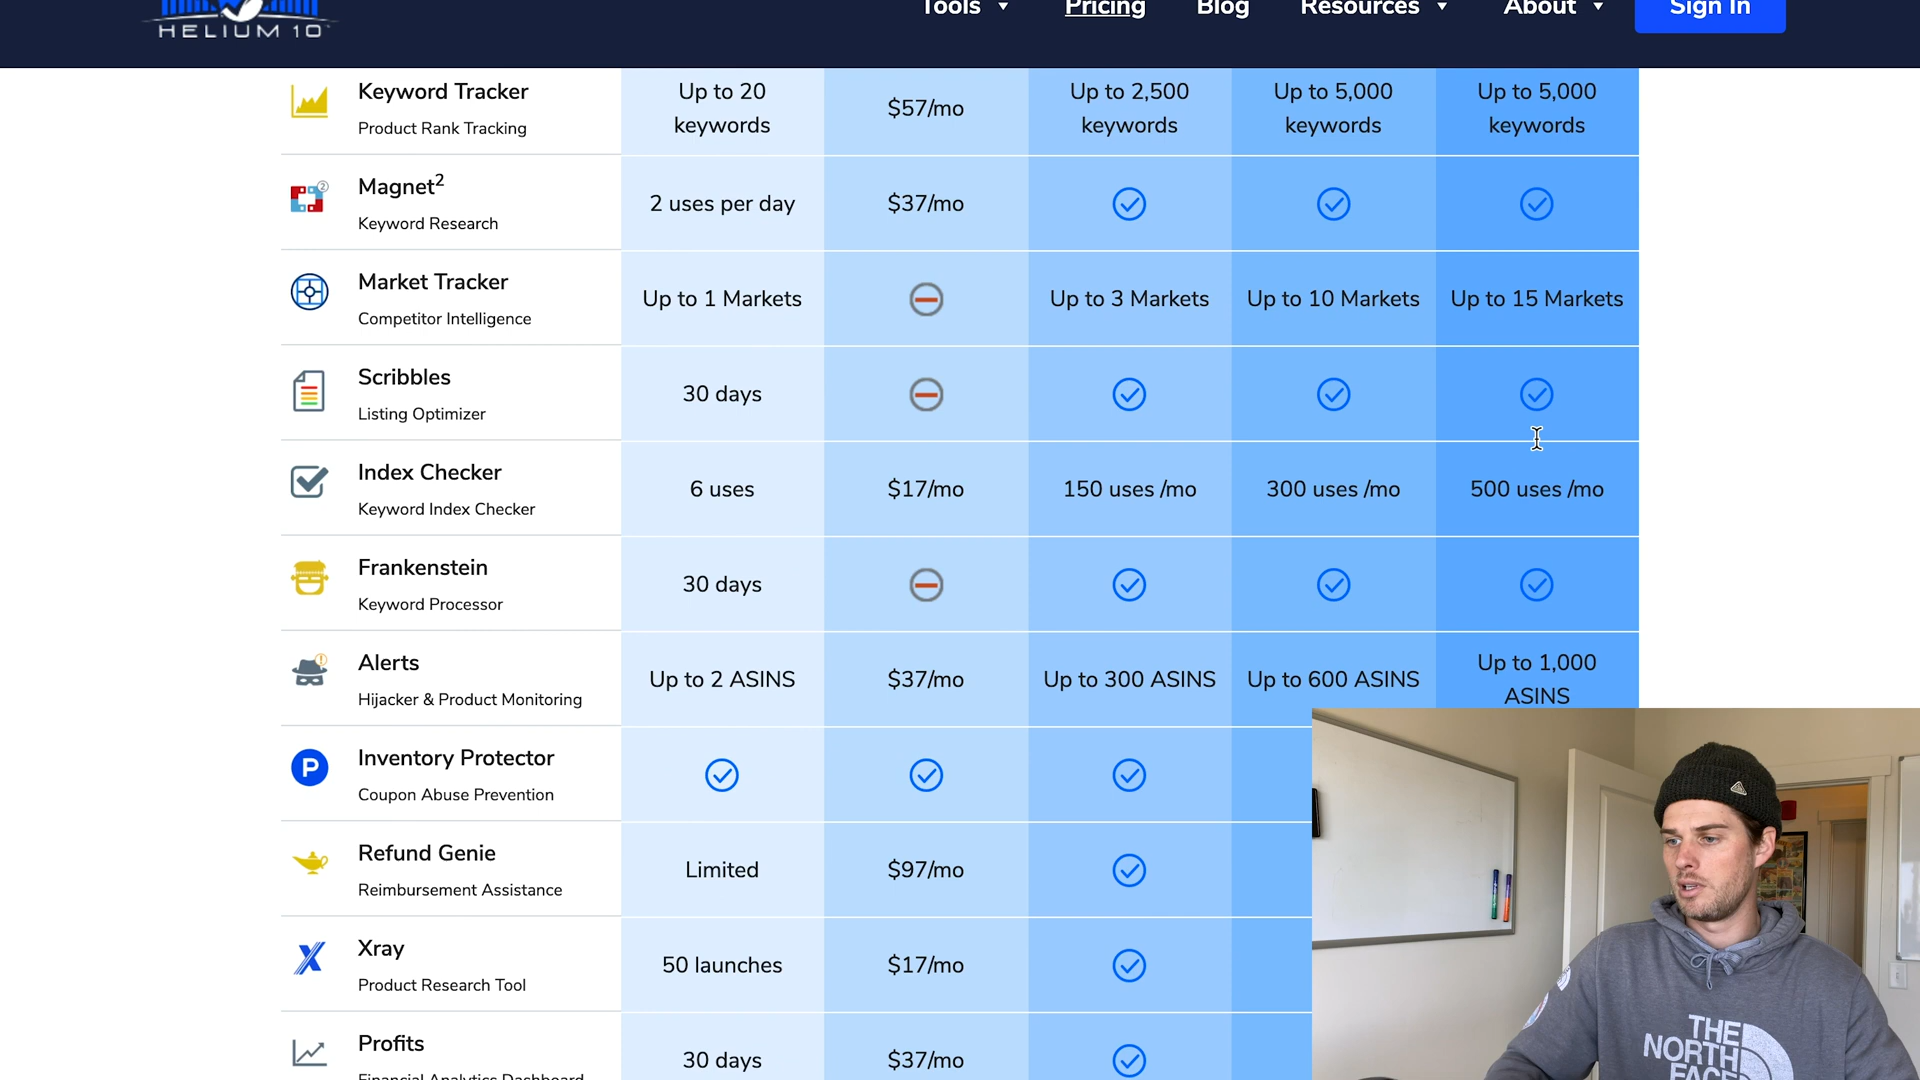 HELIUM 10
Tools
Pricing
Blog
Resources
About
Sign In
Keyword Tracker
Product Rank Tracking
Up to 20
keywords
$57/mo
Up to 2,500
keywords
Up to 5,000
keywords
Up to 5,000
keywords
Magnet2
Keyword Research
2 uses per day
$37/mo
Market Tracker
Competitor Intelligence
Up to 1 Markets
Up to 3 Markets
Up to 10 Markets
Up to 15 Markets
Scribbles
Listing Optimizer
30 days
Index Checker
Keyword Index Checker
6 uses
$17/mo
150 uses /mo
300 uses /mo
500 uses /mo
Frankenstein
Keyword Processor
30 days
Alerts
Hijacker & Product Monitoring
Up to 2 ASINS
$37/mo
Up to 300 ASINS
Up to 600 ASINS
Up to 1,000
ASINS
P
Inventory Protector
Coupon Abuse Prevention
Refund Genie
Reimbursement Assistance
Limited
$97/mo
Xray
Product Research Tool
50 launches
$17/mo
Profits
Financial Analytics Dashboard
30 days
$37/mo
THE
NORTH
FACE